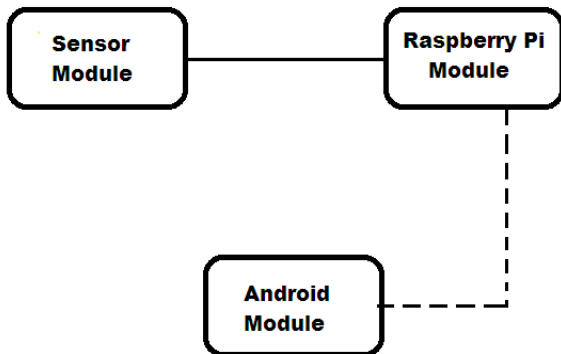 Sensor
Module
Raspberry Pi
Module
Android
Module